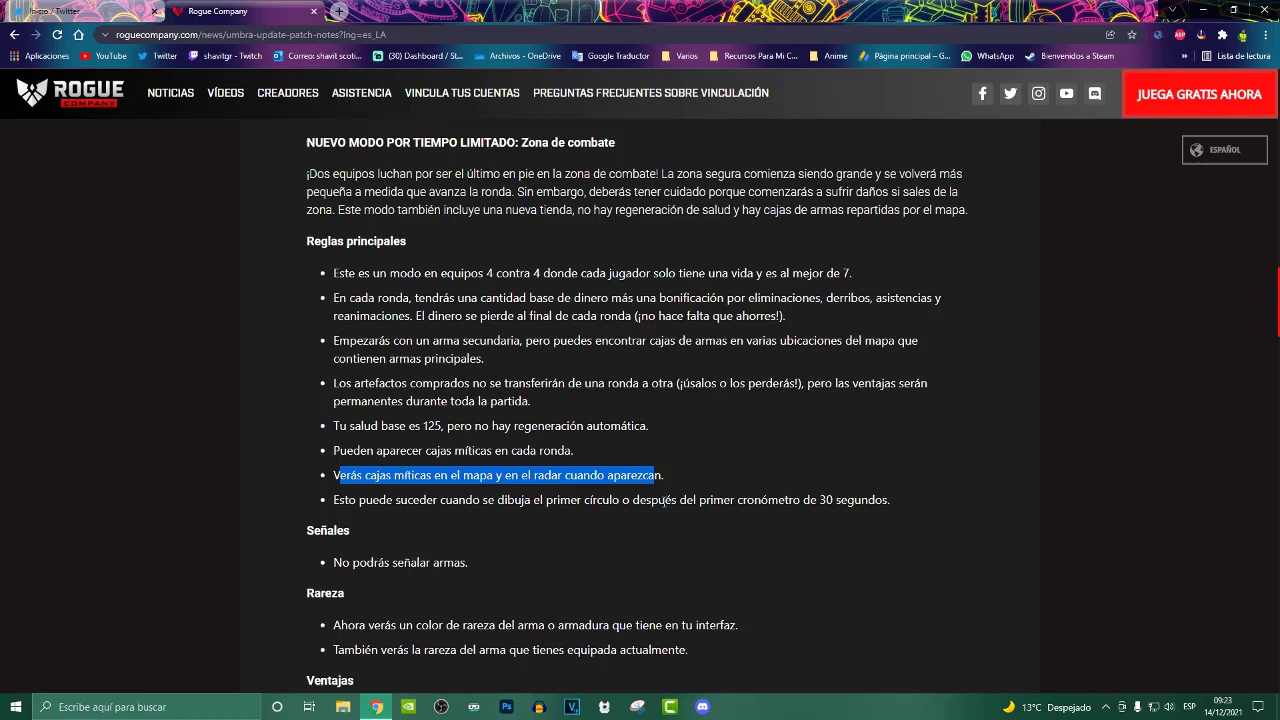 Inicio / Twitter
Rogue Company
roguecompany.com/news/umbra-update-patch-notes?lng=es_LA
Aplicaciones
YouTube
Twitter
shavitgr - Twitch
Correo: shavit scoti...
(30) Dashboard / St...
Archivos - OneDrive
Google Traductor
Varios
Recursos Para Mi C...
Anime
Página principal - gr...
WhatsApp
Bienvenidos a Steam
Lista de lectura
ROGUE
COMPANY
NOTICIAS
VÍDEOS
CREADORES
ASISTENCIA
VINCULA TUS CUENTAS
PREGUNTAS FRECUENTES SOBRE VINCULACIÓN
JUEGA GRATIS AHORA
ESPAÑOL
NUEVO MODO POR TIEMPO LIMITADO: Zona de combate
¡Dos equipos luchan por ser el último en pie en la zona de combate! La zona segura comienza siendo grande y se volverá más
pequeña a medida que avanza la ronda. Sin embargo, deberás tener cuidado porque comenzarás a sufrir daños si sales de la
zona. Este modo también incluye una nueva tienda, no hay regeneración de salud y hay cajas de armas repartidas por el mapa.
Reglas principales
• Este es un modo en equipos 4 contra 4 donde cada jugador solo tiene una vida y es al mejor de 7.
• En cada ronda, tendrás una cantidad base de dinero más una bonificación por eliminaciones, derribos, asistencias y
reanimaciones. El dinero se pierde al final de cada ronda (¡no hace falta que ahorres!).
• Empezarás con un arma secundaria, pero puedes encontrar cajas de armas en varias ubicaciones del mapa que
contienen armas principales.
• Los artefactos comprados no se transferirán de una ronda a otra (¡úsalos o los perderás!), pero las ventajas serán
permanentes durante toda la partida.
• Tu salud base es 125, pero no hay regeneración automática.
• Pueden aparecer cajas míticas en cada ronda.
• Verás cajas míticas en el mapa y en el radar cuando aparezcan.
• Esto puede suceder cuando se dibuja el primer círculo o después del primer cronómetro de 30 segundos.
Señales
• No podrás señalar armas.
Rareza
• Ahora verás un color de rareza del arma o armadura que tiene en tu interfaz.
• También verás la rareza del arma que tienes equipada actualmente.
Ventajas
Escribe aquí para buscar
13°C Despejado
ESP
09:23
14/12/2021